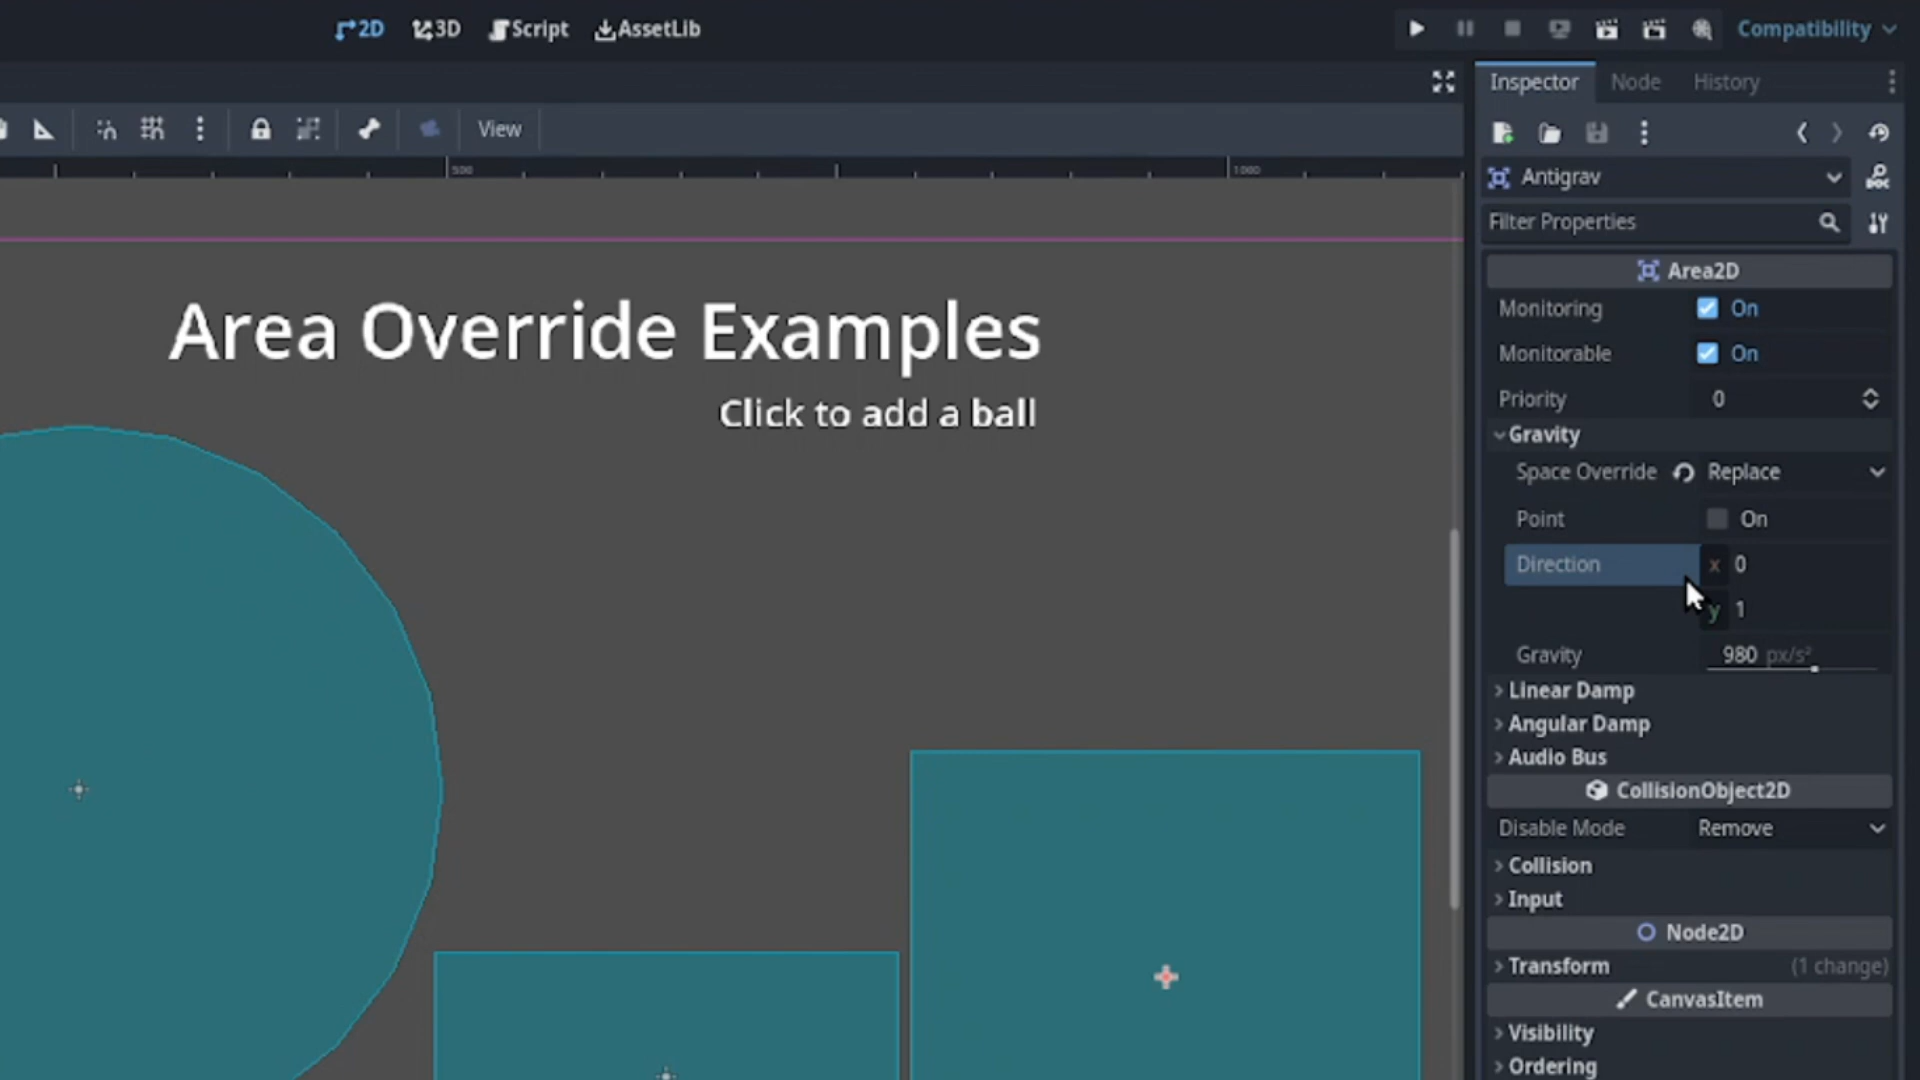 2D 3D Script AssetLib Compatibility
Inspector Node History
View
500 1000
Antigrav
Filter Properties
Area2D
Monitoring On
Monitorable On
Priority 0
Gravity
Space Override Replace
Point On
Direction x 0
y 1
Gravity 980 px/s²
Linear Damp
Angular Damp
Audio Bus
CollisionObject2D
Disable Mode Remove
Collision
Input
Node2D
Transform (1 change)
CanvasItem
Visibility
Ordering
Area Override Examples
Click to add a ball